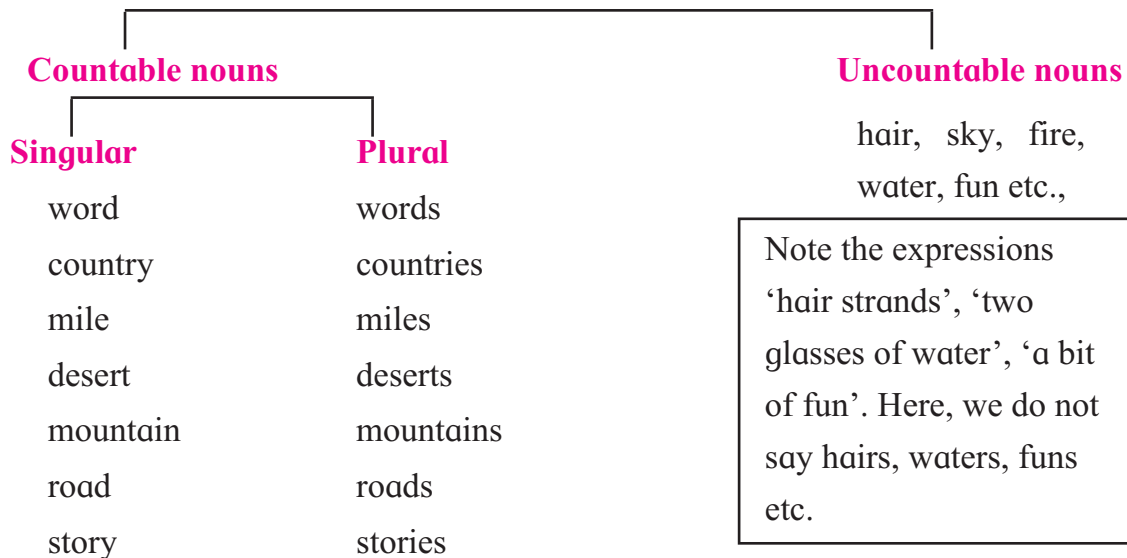 Countable nouns
Uncountable nouns
Singular
Plural
hair, sky, fire,
water, fun etc.,
word
words
country
countries
mile
miles
desert
deserts
mountain
mountains
road
roads
story
stories
Note the expressions
‘hair strands’, ‘two
glasses of water’, ‘a bit
of fun’. Here, we do not
say hairs, waters, funs
etc.